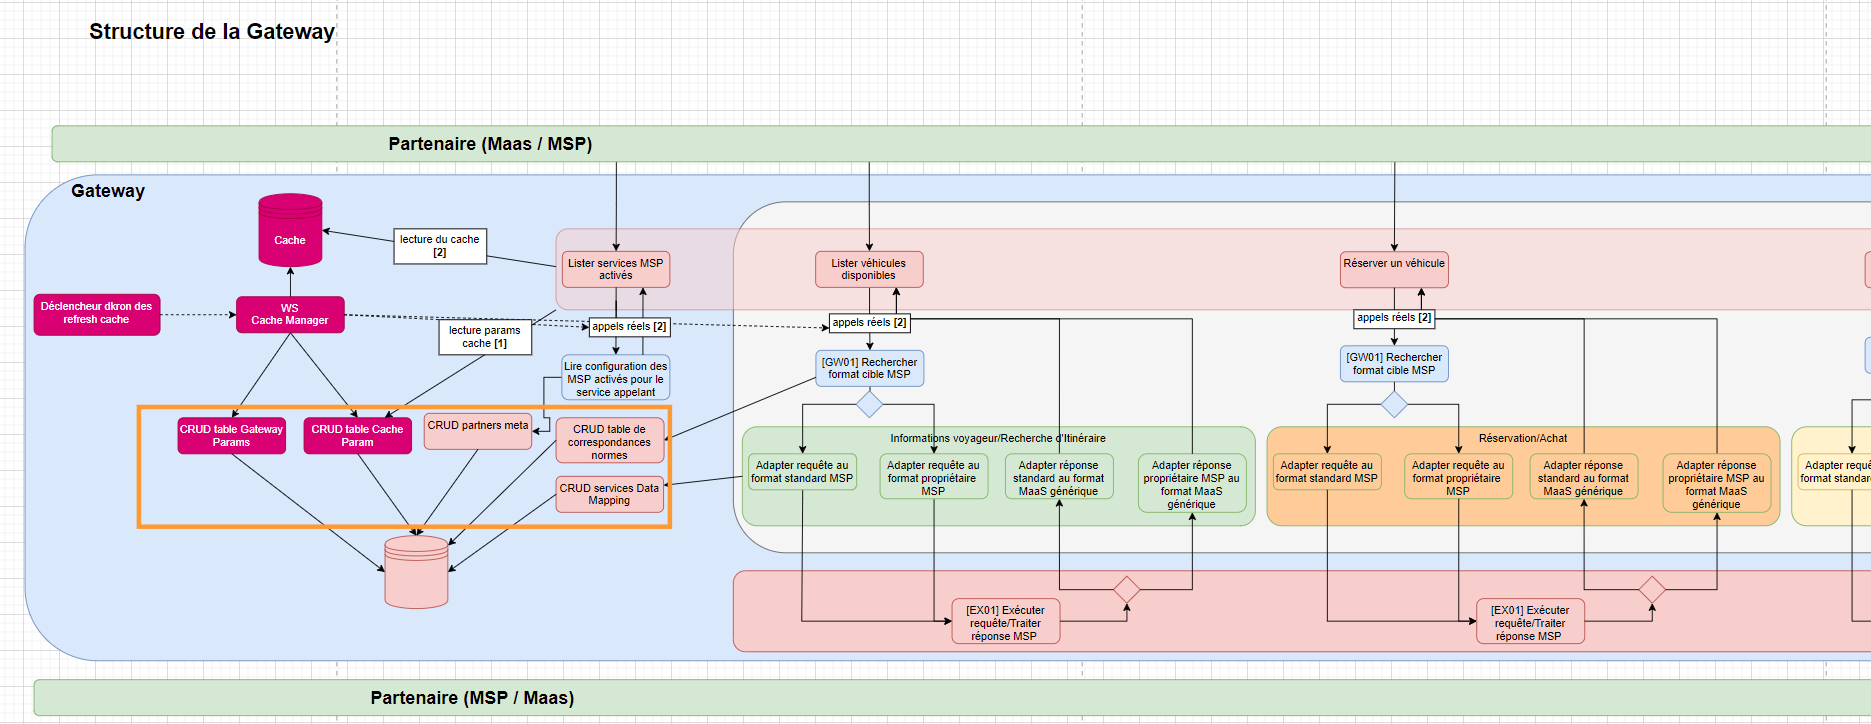 Structure de la Gateway
Partenaire (Maas / MSP)
Gateway
Cache
lecture du cache
[2]
Déclencheur dkron des
refresh cache
WS
Cache Manager
lecture params
cache [1]
Lister services MSP
activés
appels réels [2]
Lire configuration des
MSP activés pour le
service appelant
CRUD table Gateway
Params
CRUD table Cache
Param
CRUD partners meta
CRUD table de
correspondances
normes
CRUD services Data
Mapping
Lister véhicules
disponibles
appels réels [2]
[GW01] Rechercher
format cible MSP
Informations voyageur/Recherche d'Itinéraire
Adapter requête au
format standard MSP
Adapter requête au
format propriétaire
MSP
Adapter réponse
standard au format
MaaS générique
Adapter réponse
propriétaire MSP au
format MaaS
générique
[EX01] Exécuter
requête/Traiter
réponse MSP
Réserver un véhicule
appels réels [2]
[GW01] Rechercher
format cible MSP
Réservation/Achat
Adapter requête au
format standard MSP
Adapter requête au
format propriétaire
MSP
Adapter réponse
standard au format
MaaS générique
Adapter réponse
propriétaire MSP au
format MaaS
générique
[EX01] Exécuter
requête/Traiter
réponse MSP
Adapter
format
Partenaire (MSP / Maas)